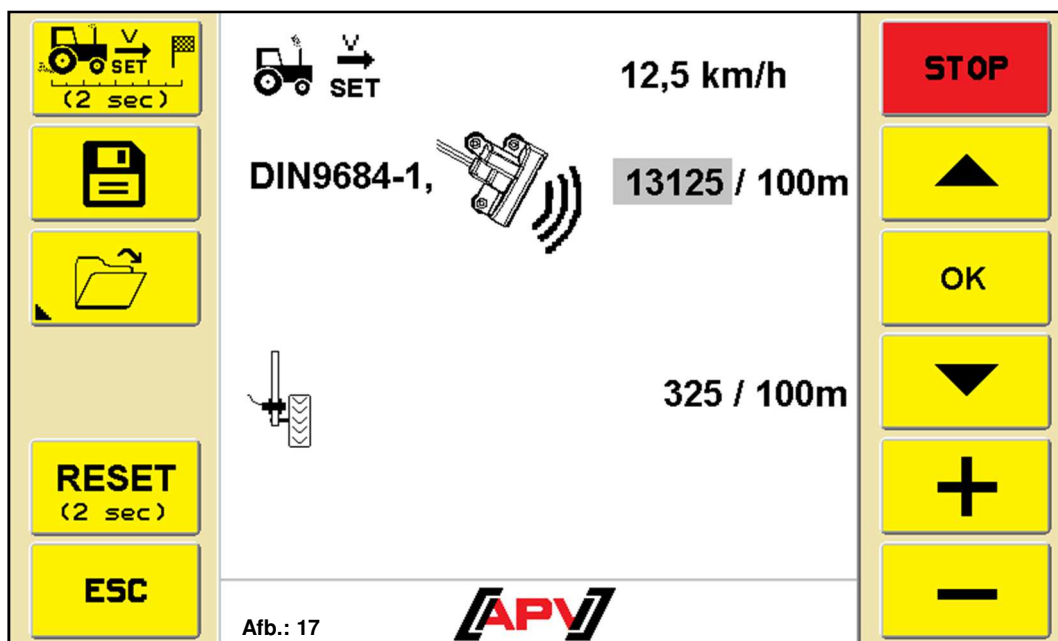 V
SET
(2 sec)
RESET
(2 sec)
ESC
V
SET
12,5 km/h
DIN9684-1,
13125 / 100m
325 / 100m
Afb.: 17
APV
STOP
OK